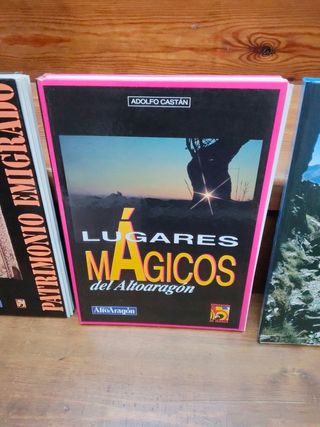 PATRIMONIO EMIGRADO
ADOLFO CASTÁN
LUGARES
MÁGICOS
del Altoaragón
AltoAragón